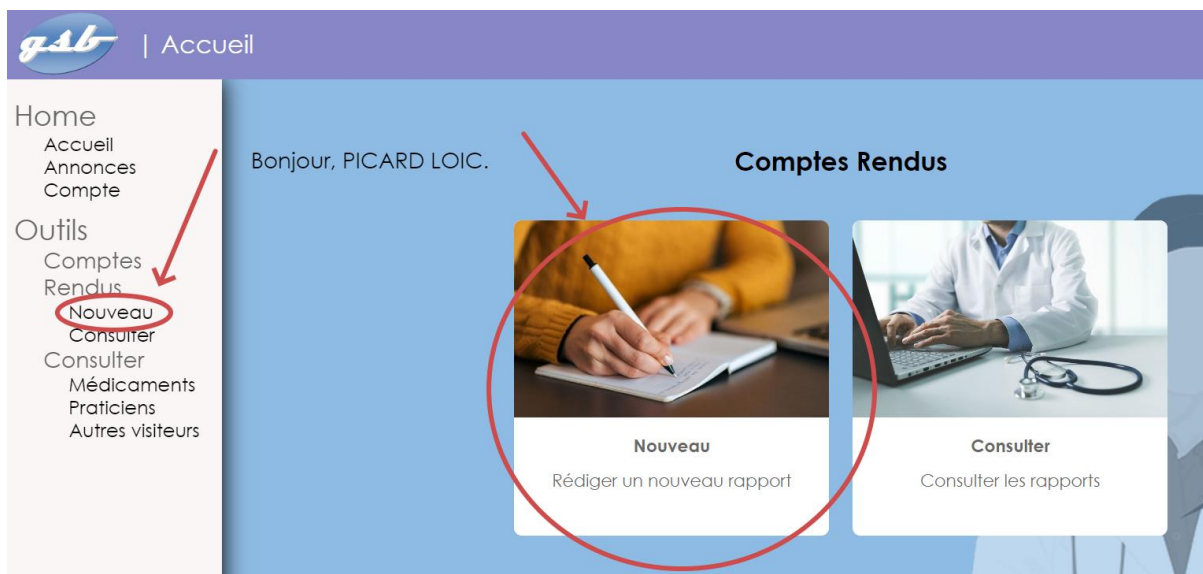 gsb | Accueil
Home
Accueil
Annonces
Compte
Outils
Comptes
Rendus
Nouveau
Consulter
Consulter
Médicaments
Praticiens
Autres visiteurs
Bonjour, PICARD LOIC.
Comptes Rendus
Nouveau
Rédiger un nouveau rapport
Consulter
Consulter les rapports